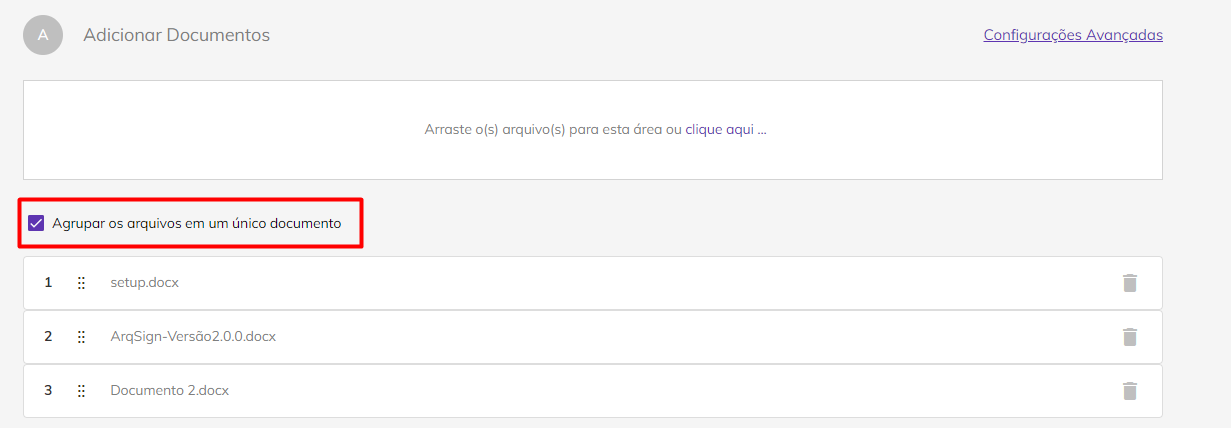 A Adicionar Documentos Configurações Avançadas
Arraste o(s) arquivo(s) para esta área ou clique aqui ...
Agrupar os arquivos em um único documento
1 setup.docx
2 ArqSign-Versão2.0.0.docx
3 Documento 2.docx